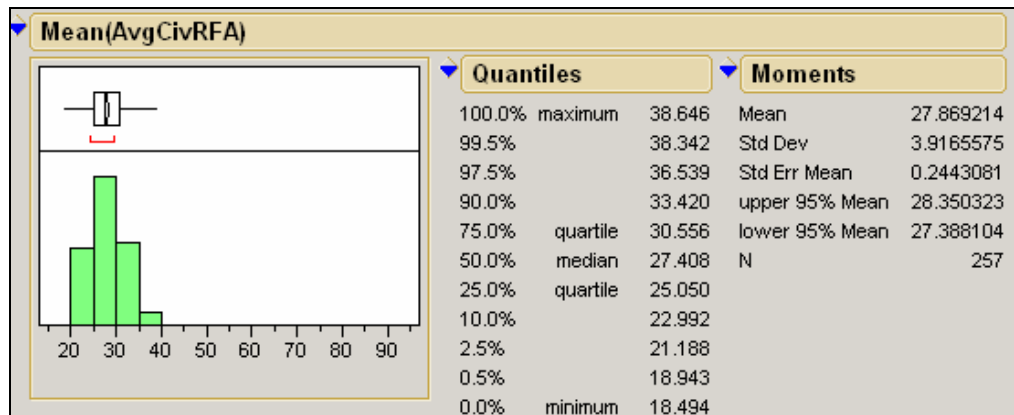 Mean(AvgCivRFA)
20 30 40 50 60 70 80 90
Quantiles
100.0% maximum 38.646
99.5% 38.342
97.5% 36.539
90.0% 33.420
75.0% quartile 30.556
50.0% median 27.408
25.0% quartile 25.050
10.0% 22.992
2.5% 21.188
0.5% 18.943
0.0% minimum 18.494
Moments
Mean 27.869214
Std Dev 3.9165575
Std Err Mean 0.2443081
upper 95% Mean 28.350323
lower 95% Mean 27.388104
N 257